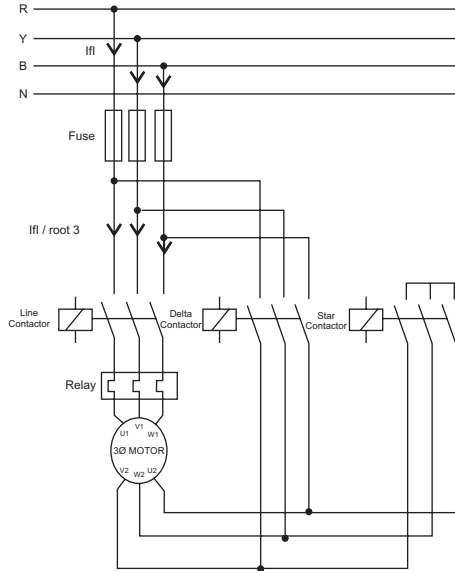 R
Y
Ifl
B
N
Fuse
Ifl / root 3
Line
Contactor
Delta
Contactor
Star
Contactor
Relay
U1
V1
W1
3Ø MOTOR
V2
W2
U2